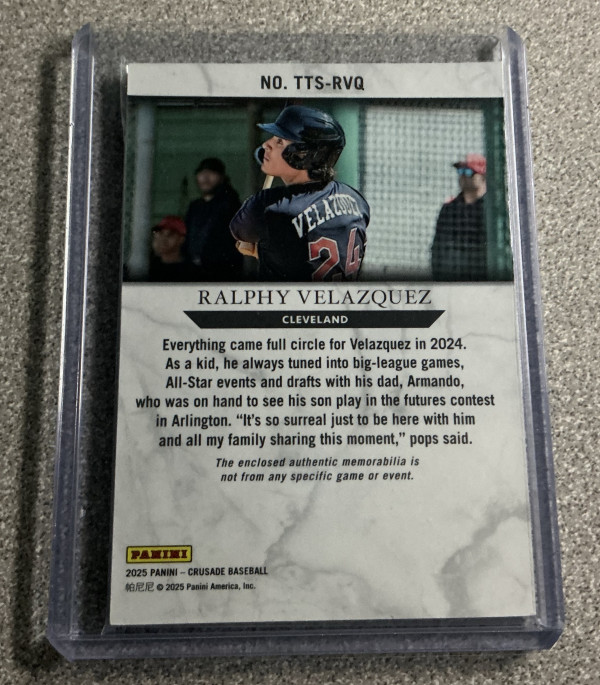 NO. TTS-RVQ
VELAZQUEZ
24
RALPHY VELAZQUEZ
CLEVELAND
Everything came full circle for Velazquez in 2024.
As a kid, he always tuned into big-league games,
All-Star events and drafts with his dad, Armando,
who was on hand to see his son play in the futures contest
in Arlington. “It’s so surreal just to be here with him
and all my family sharing this moment,” pops said.
The enclosed authentic memorabilia is
not from any specific game or event.
PANINI
2025 PANINI – CRUSADE BASEBALL
帕尼尼 © 2025 Panini America, Inc.